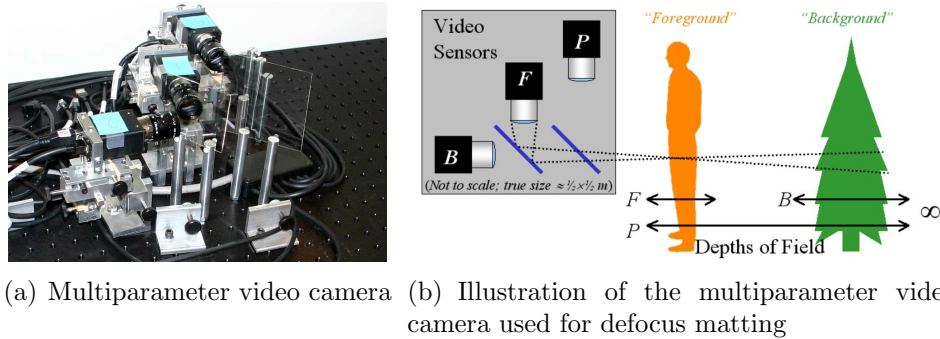 "Foreground"
"Background"
Video
Sensors
P
F
B
(Not to scale; true size ≈ ½×½ m)
F
B
∞
P
Depths of Field
(a) Multiparameter video camera
(b) Illustration of the multiparameter vide
camera used for defocus matting